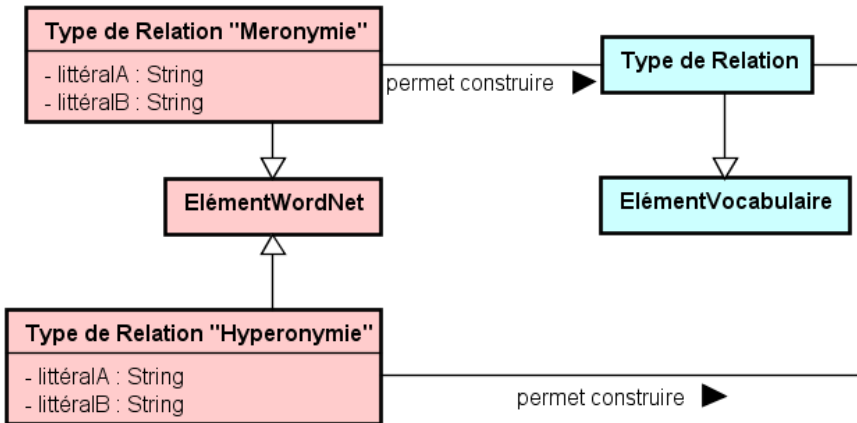 Type de Relation "Meronymie"
- littéralA : String
- littéralB : String
permet construire
Type de Relation
ElémentWordNet
ElémentVocabulaire
Type de Relation "Hyperonymie"
- littéralA : String
- littéralB : String
permet construire